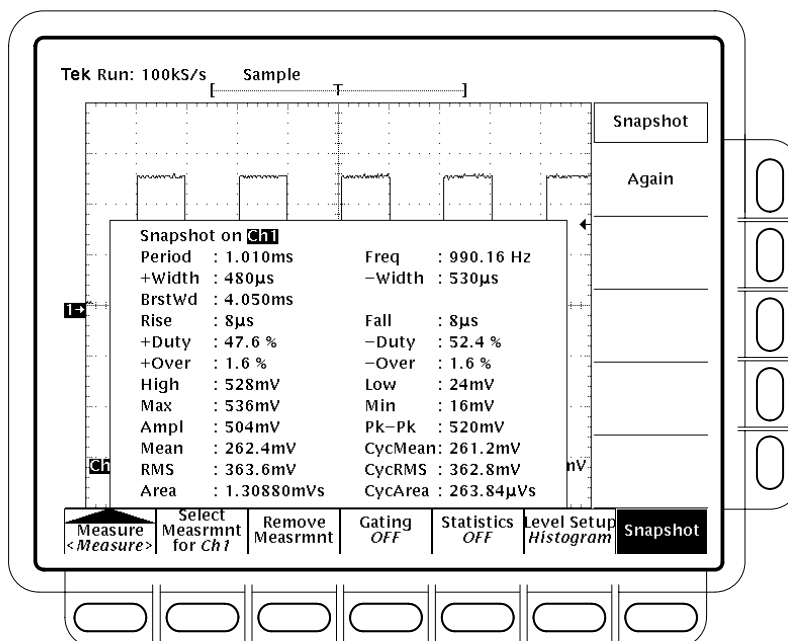 Tek Run: 100kS/s Sample
[ T ]
Snapshot
Again
Snapshot on Ch1
Period : 1.010ms Freq : 990.16 Hz
+Width : 480µs −Width : 530µs
BrstWd : 4.050ms
Rise : 8µs Fall : 8µs
+Duty : 47.6 % −Duty : 52.4 %
+Over : 1.6 % −Over : 1.6 %
High : 528mV Low : 24mV
Max : 536mV Min : 16mV
Ampl : 504mV Pk−Pk : 520mV
Mean : 262.4mV CycMean: 261.2mV
RMS : 363.6mV CycRMS : 362.8mV
Area : 1.30880mVs CycArea : 263.84µVs
1→
Ch
mV
Measure
<Measure>
Select
Measrmnt
for Ch1
Remove
Measrmnt
Gating
OFF
Statistics
OFF
Level Setup
Histogram
Snapshot